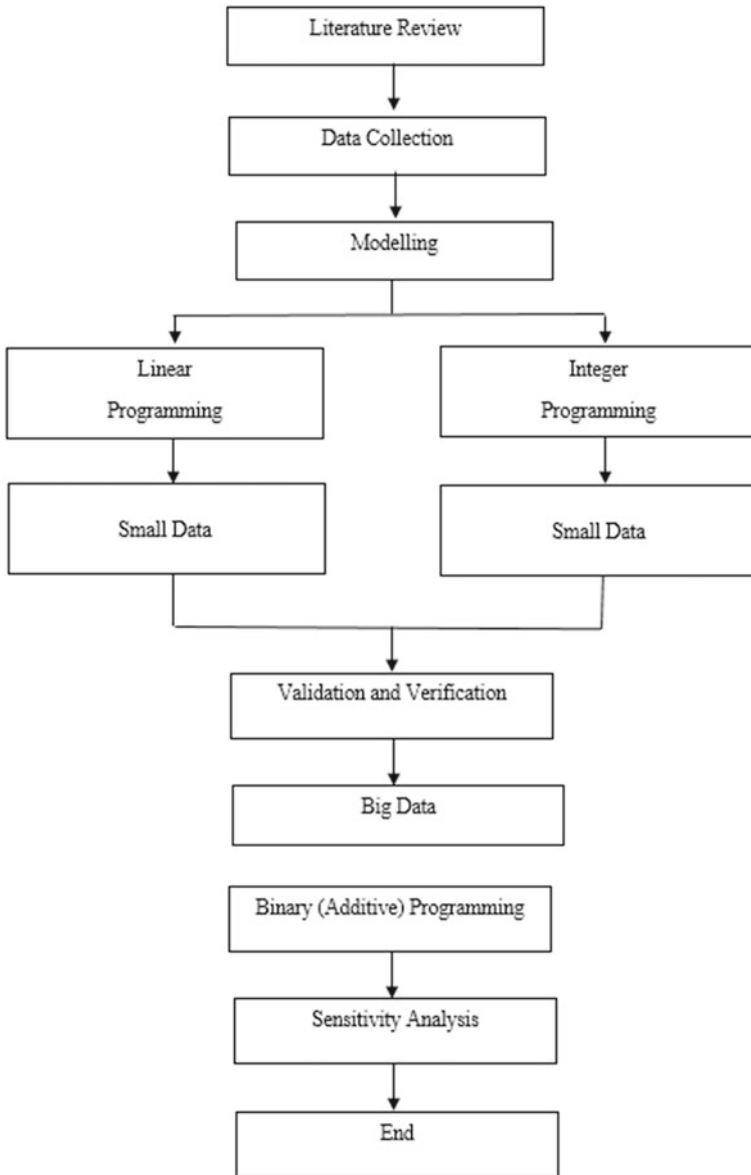 Literature Review
Data Collection
Modelling
Linear
Programming
Integer
Programming
Small Data
Small Data
Validation and Verification
Big Data
Binary (Additive) Programming
Sensitivity Analysis
End